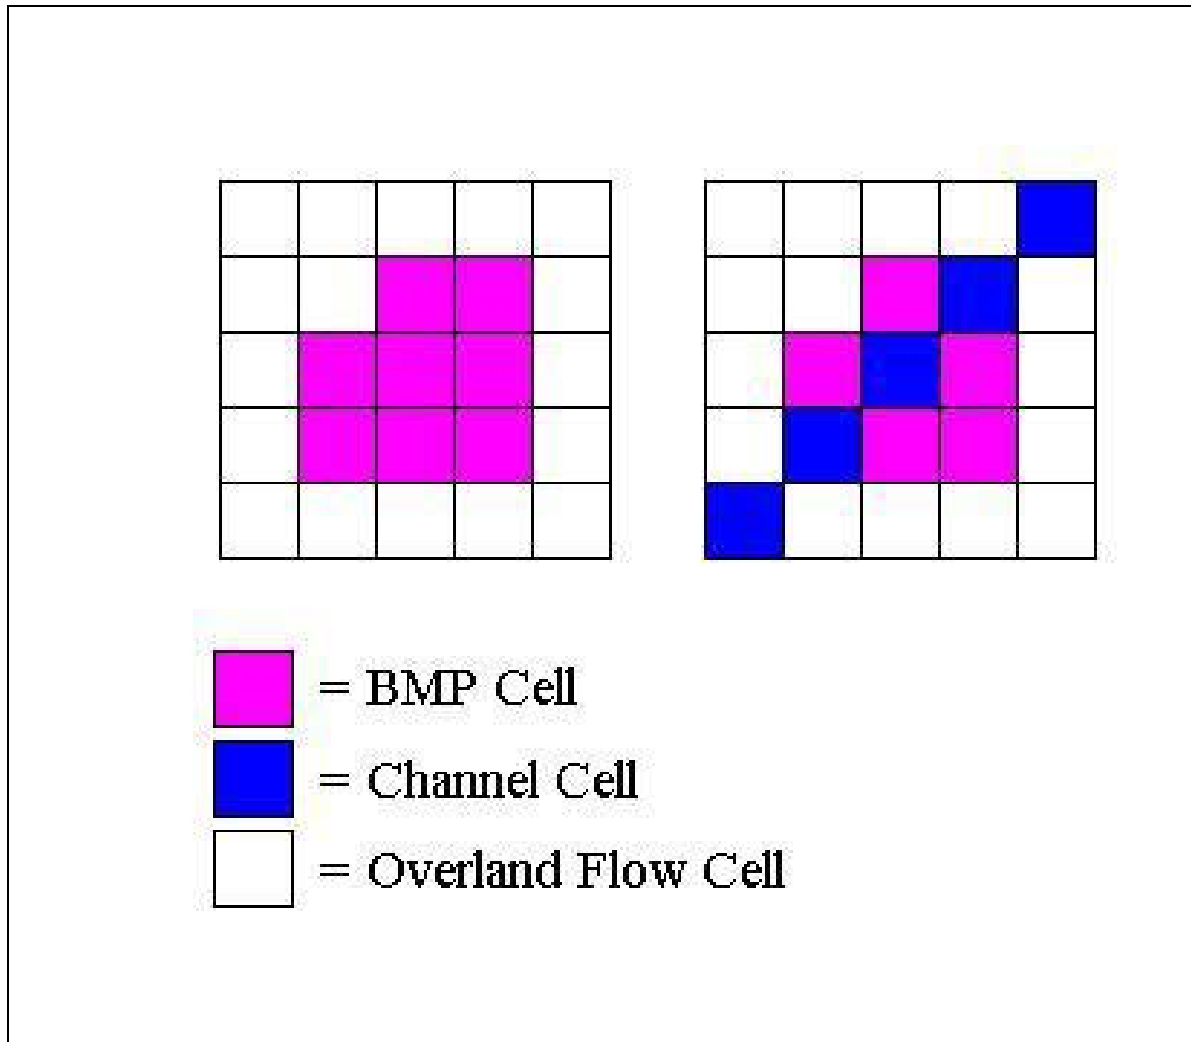 = BMP Cell
= Channel Cell
= Overland Flow Cell